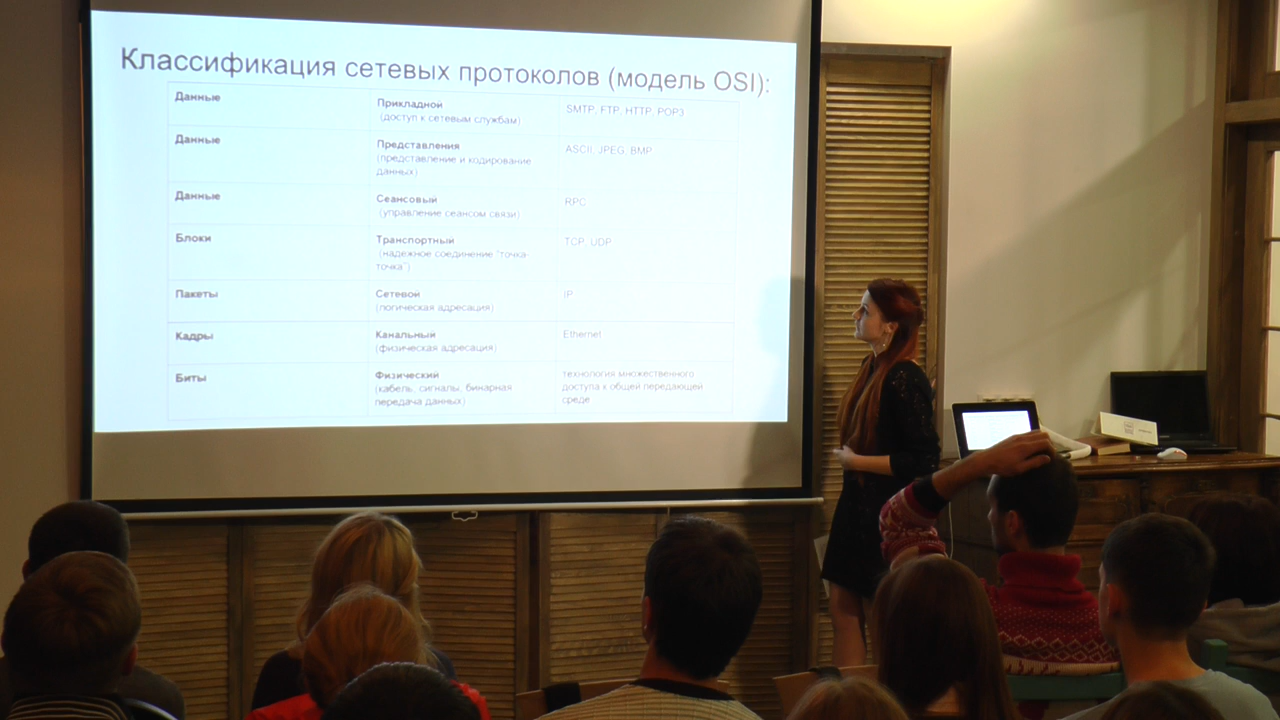 Классификация сетевых протоколов (модель OSI):
Данные
Прикладной
(доступ к сетевым службам)
SMTP, FTP, HTTP, POP3
Данные
Представления
(представление и кодирование
данных)
ASCII, JPEG, BMP
Данные
Сеансовый
(управление сеансом связи)
RPC
Блоки
Транспортный
(надежное соединение "точка-
точка")
TCP, UDP
Пакеты
Сетевой
(логическая адресация)
IP
Кадры
Канальный
(физическая адресация)
Ethernet
Биты
Физический
(кабель, сигналы, бинарная
передача данных)
технология множественного
доступа к общей передающей
среде